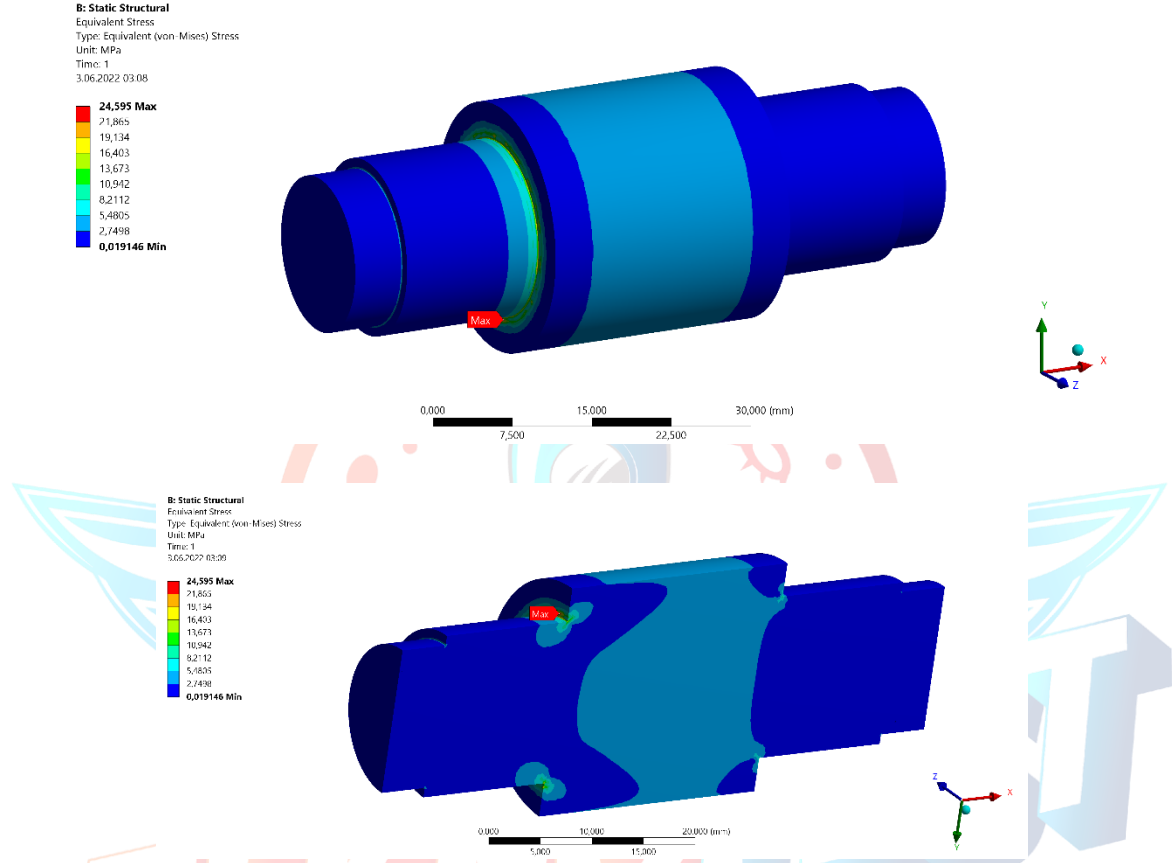 B: Static Structural
Equivalent Stress
Type: Equivalent (von-Mises) Stress
Unit: MPa
Time: 1
3.06.2022 03:08
24,595 Max
21,865
19,134
16,403
13,673
10,942
8,2112
5,4805
2,7498
0,019146 Min
Max
Y
X
Z
0,000 15,000 30,000 (mm)
7,500 22,500
B: Static Structural
Equivalent Stress
Type: Equivalent (von-Mises) Stress
Unit: MPa
Time: 1
3.06.2022 03:09
24,595 Max
21,865
19,134
16,403
13,673
10,942
8,2112
5,4805
2,7498
0,019146 Min
Max
Z
X
Y
0,000 10,000 20,000 (mm)
5,000 15,000